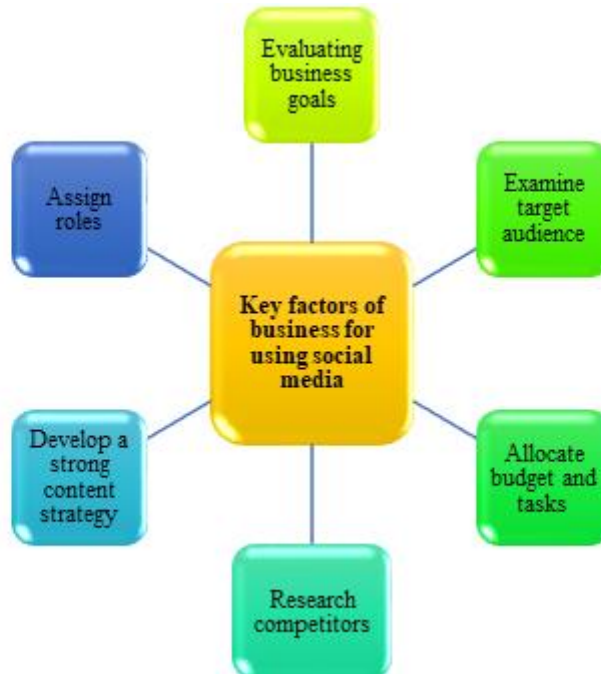 Evaluating
business
goals
Assign
roles
Examine
target
audience
Key factors of
business for
using social
media
Develop a
strong
content
strategy
Allocate
budget and
tasks
Research
competitors